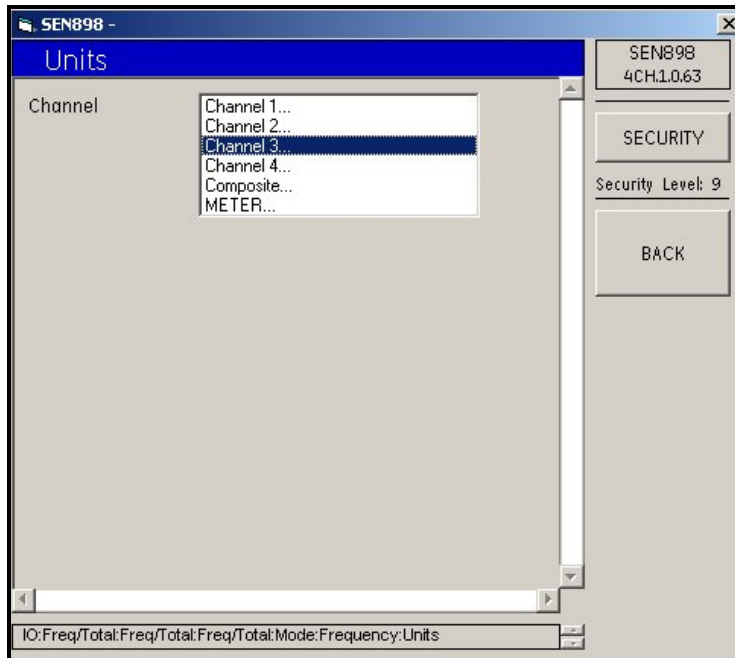 SEN898 -
Units
SEN898
4CH.1.0.63
Channel
Channel 1...
Channel 2...
Channel 3...
Channel 4...
Composite...
METER...
SECURITY
Security Level: 9
BACK
IO:Freq/Total:Freq/Total:Freq/Total:Mode:Frequency:Units